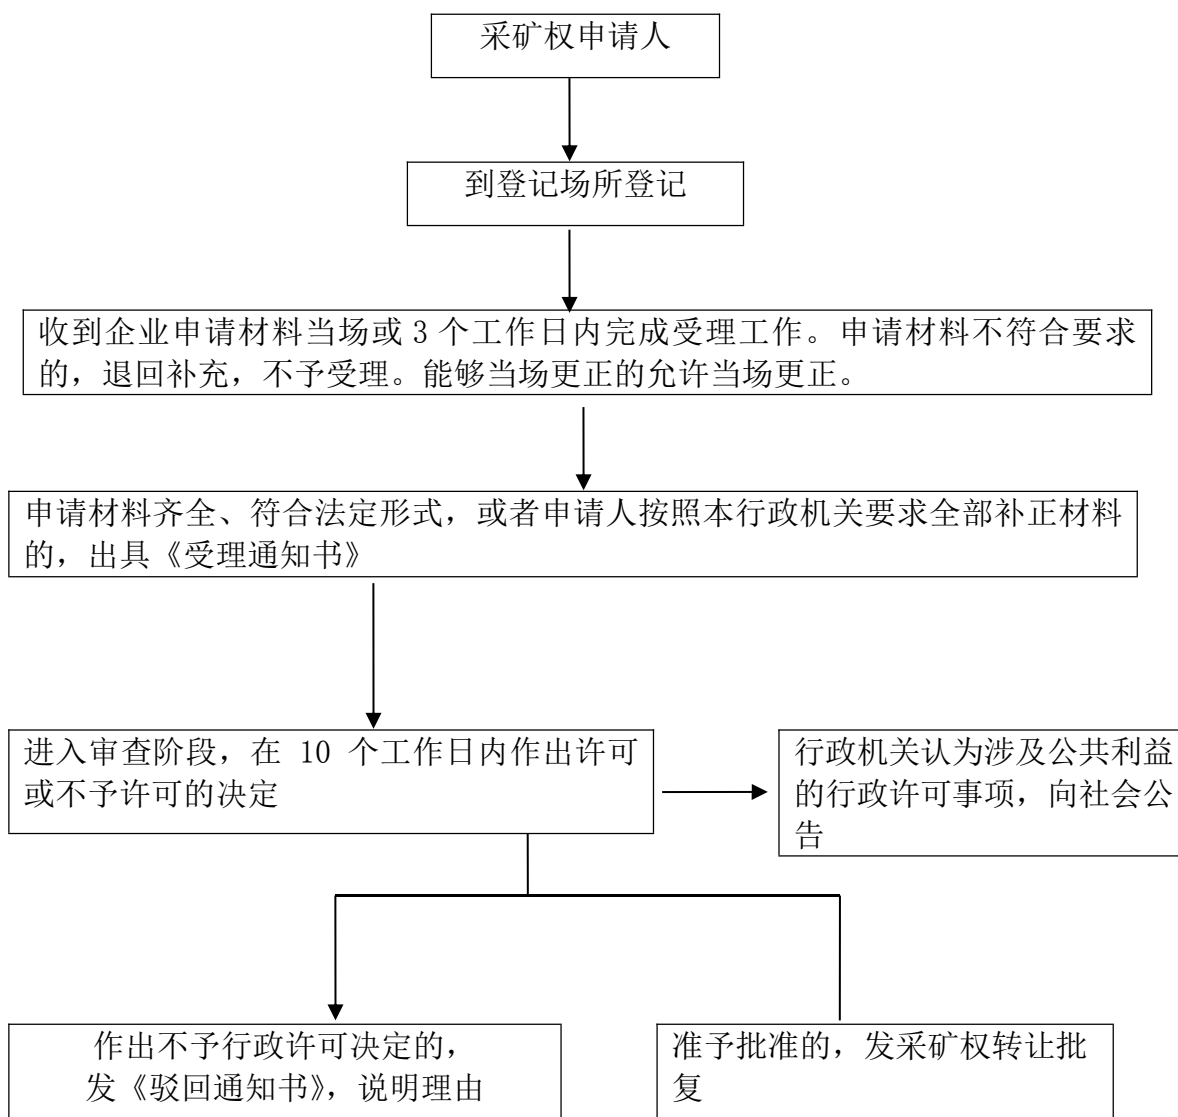 采矿权申请人
到登记场所登记
收到企业申请材料当场或 3 个工作日内完成受理工作。申请材料不符合要求
的，退回补充，不予受理。能够当场更正的允许当场更正。
申请材料齐全、符合法定形式，或者申请人按照本行政机关要求全部补正材料
的，出具《受理通知书》
进入审查阶段，在 10 个工作日内作出许可
或不予许可的决定
行政机关认为涉及公共利益
的行政许可事项，向社会公
告
作出不予行政许可决定的，
发《驳回通知书》，说明理由
准予批准的，发采矿权转让批
复